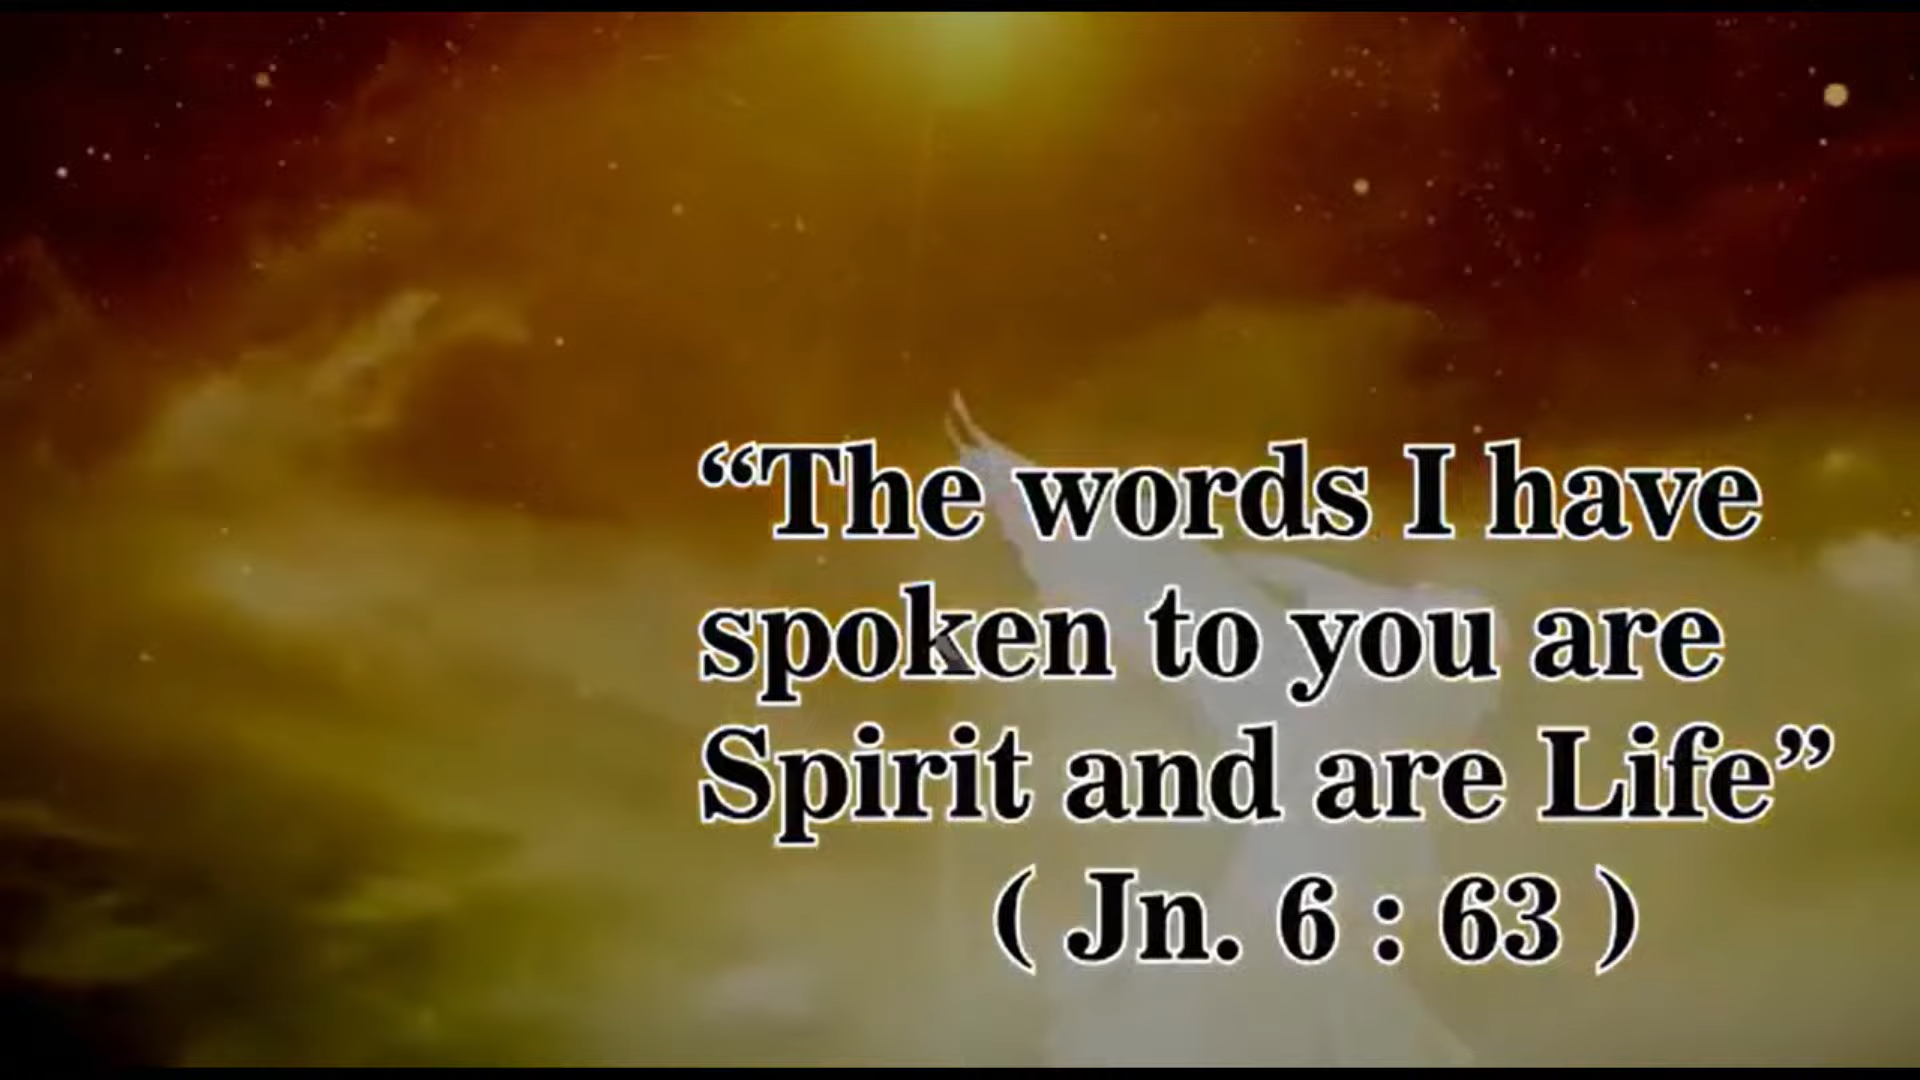 “The words I have
spoken to you are
Spirit and are Life”
( Jn. 6 : 63 )